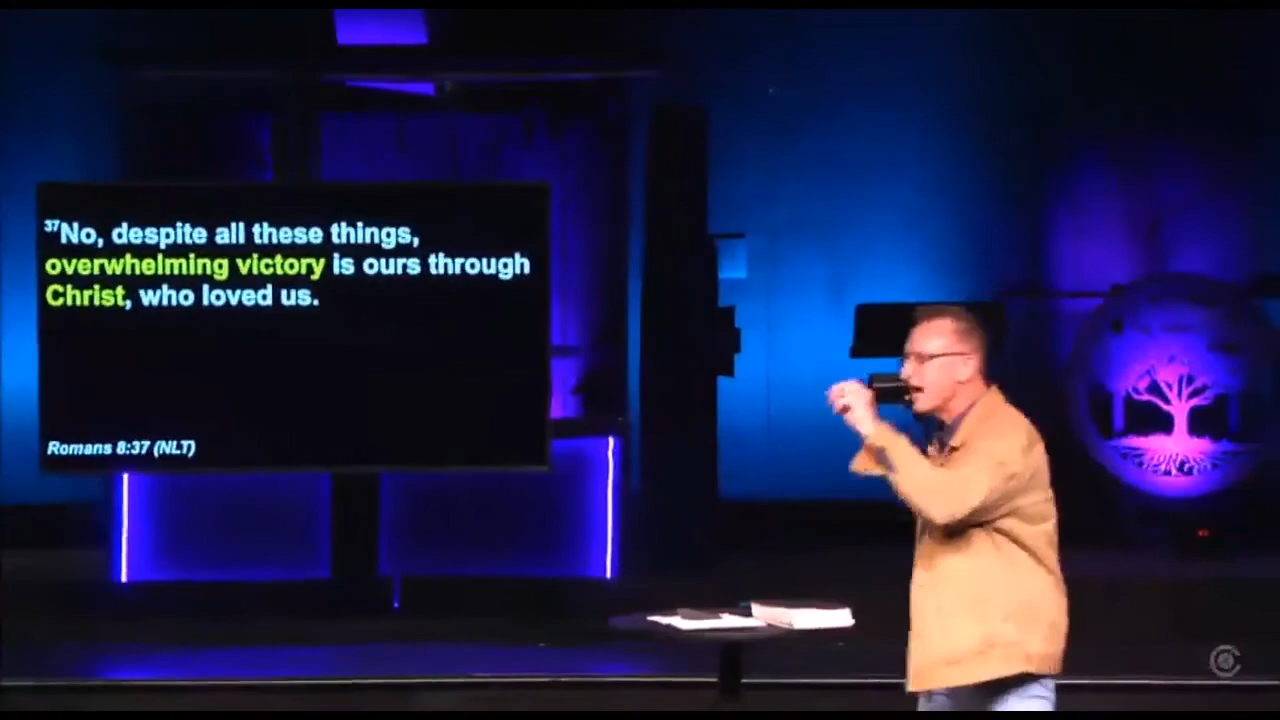 ³⁷No, despite all these things,
overwhelming victory is ours through
Christ, who loved us.
Romans 8:37 (NLT)